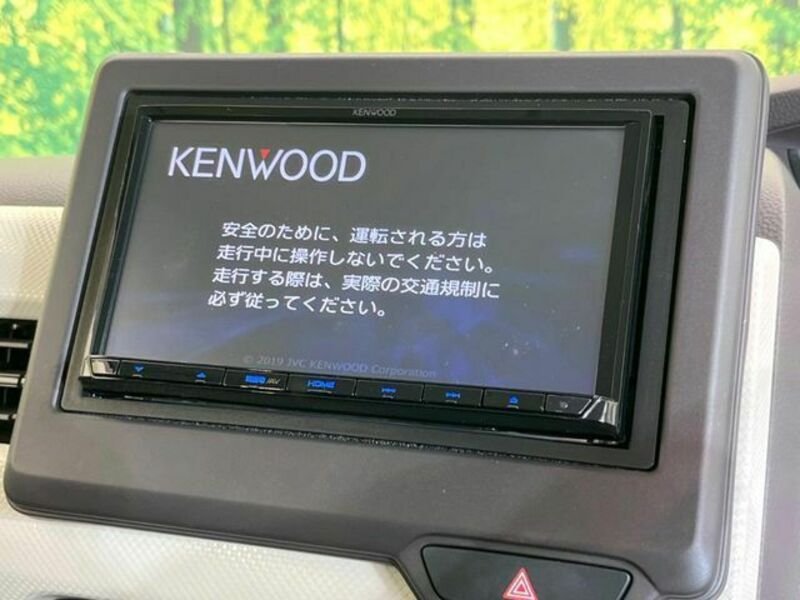 KENWOOD
KENWOOD
安全のために、運転される方は
走行中に操作しないでください。
走行する際は、実際の交通規制に
必ず従ってください。
© 2019 JVC KENWOOD Corporation
/AV
HOME